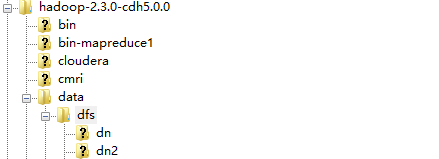 hadoop-2.3.0-cdh5.0.0
bin
bin-mapreduce1
cloudera
cmri
data
dfs
dn
dn2